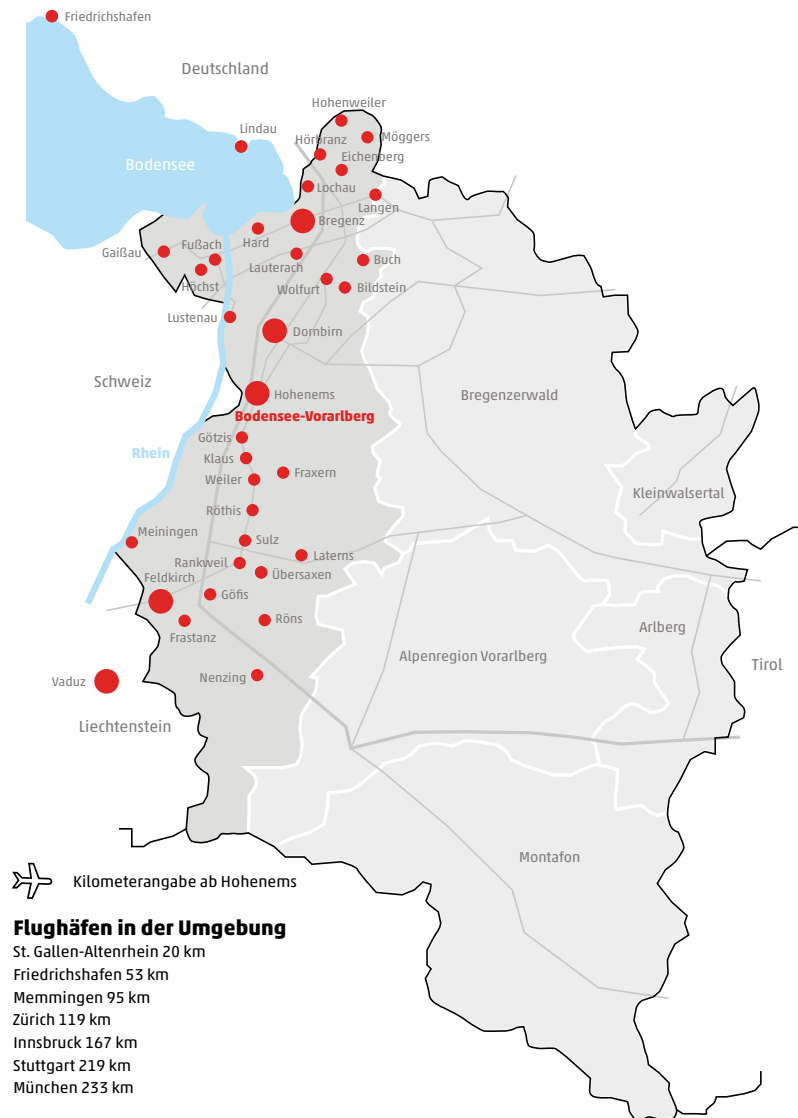 Friedrichshafen
Deutschland
Hohenweiler
Lindau
Hörbranz
Möggers
Eichenberg
Bodensee
Lochau
Langen
Bregenz
Hard
Fußach
Gaißau
Lauterach
Buch
Höchst
Wolfurt
Bildstein
Lustenau
Dornbirn
Schweiz
Hohenems
Bregenzerwald
Bodensee-Vorarlberg
Götzis
Rhein
Klaus
Fraxern
Weiler
Kleinwalsertal
Röthis
Meiningen
Sulz
Laterns
Rankweil
Übersaxen
Feldkirch
Göfis
Röns
Arlberg
Frastanz
Alpenregion Vorarlberg
Tirol
Nenzing
Vaduz
Liechtenstein
Montafon
Kilometerangabe ab Hohenems
Flughäfen in der Umgebung
St. Gallen-Altenrhein 20 km
Friedrichshafen 53 km
Memmingen 95 km
Zürich 119 km
Innsbruck 167 km
Stuttgart 219 km
München 233 km